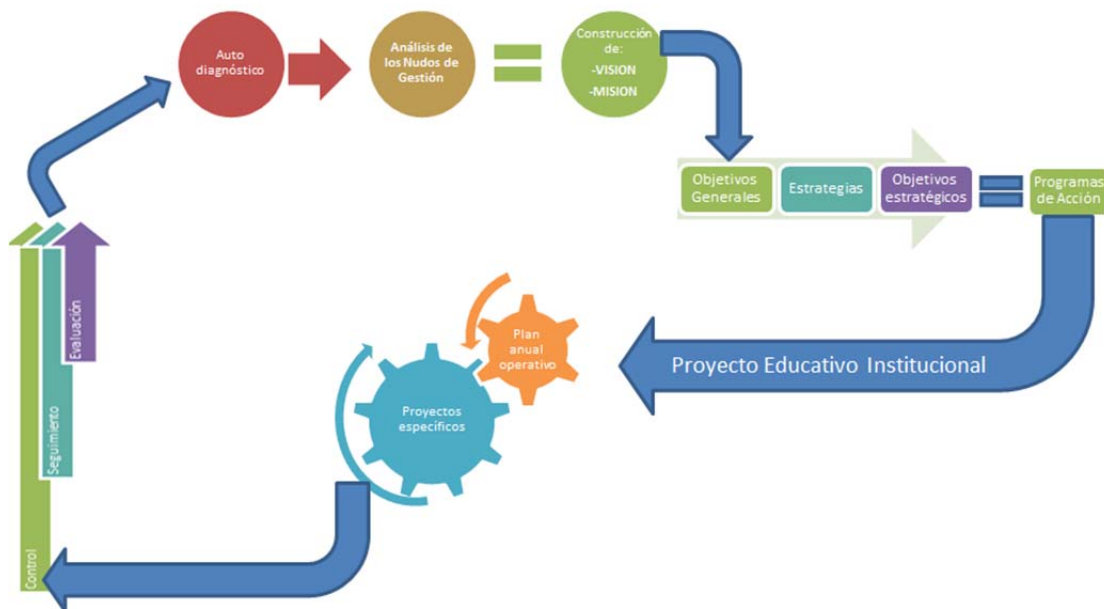 Auto
diagnóstico
Análisis de
los Nudos de
Gestión
Construcción
de:
-VISION
-MISION
Objetivos
Generales
Estrategias
Objetivos
estratégicos
Programas
de Acción
Proyecto Educativo Institucional
Plan
anual
operativo
Proyectos
específicos
Control
Seguimiento
Evaluación